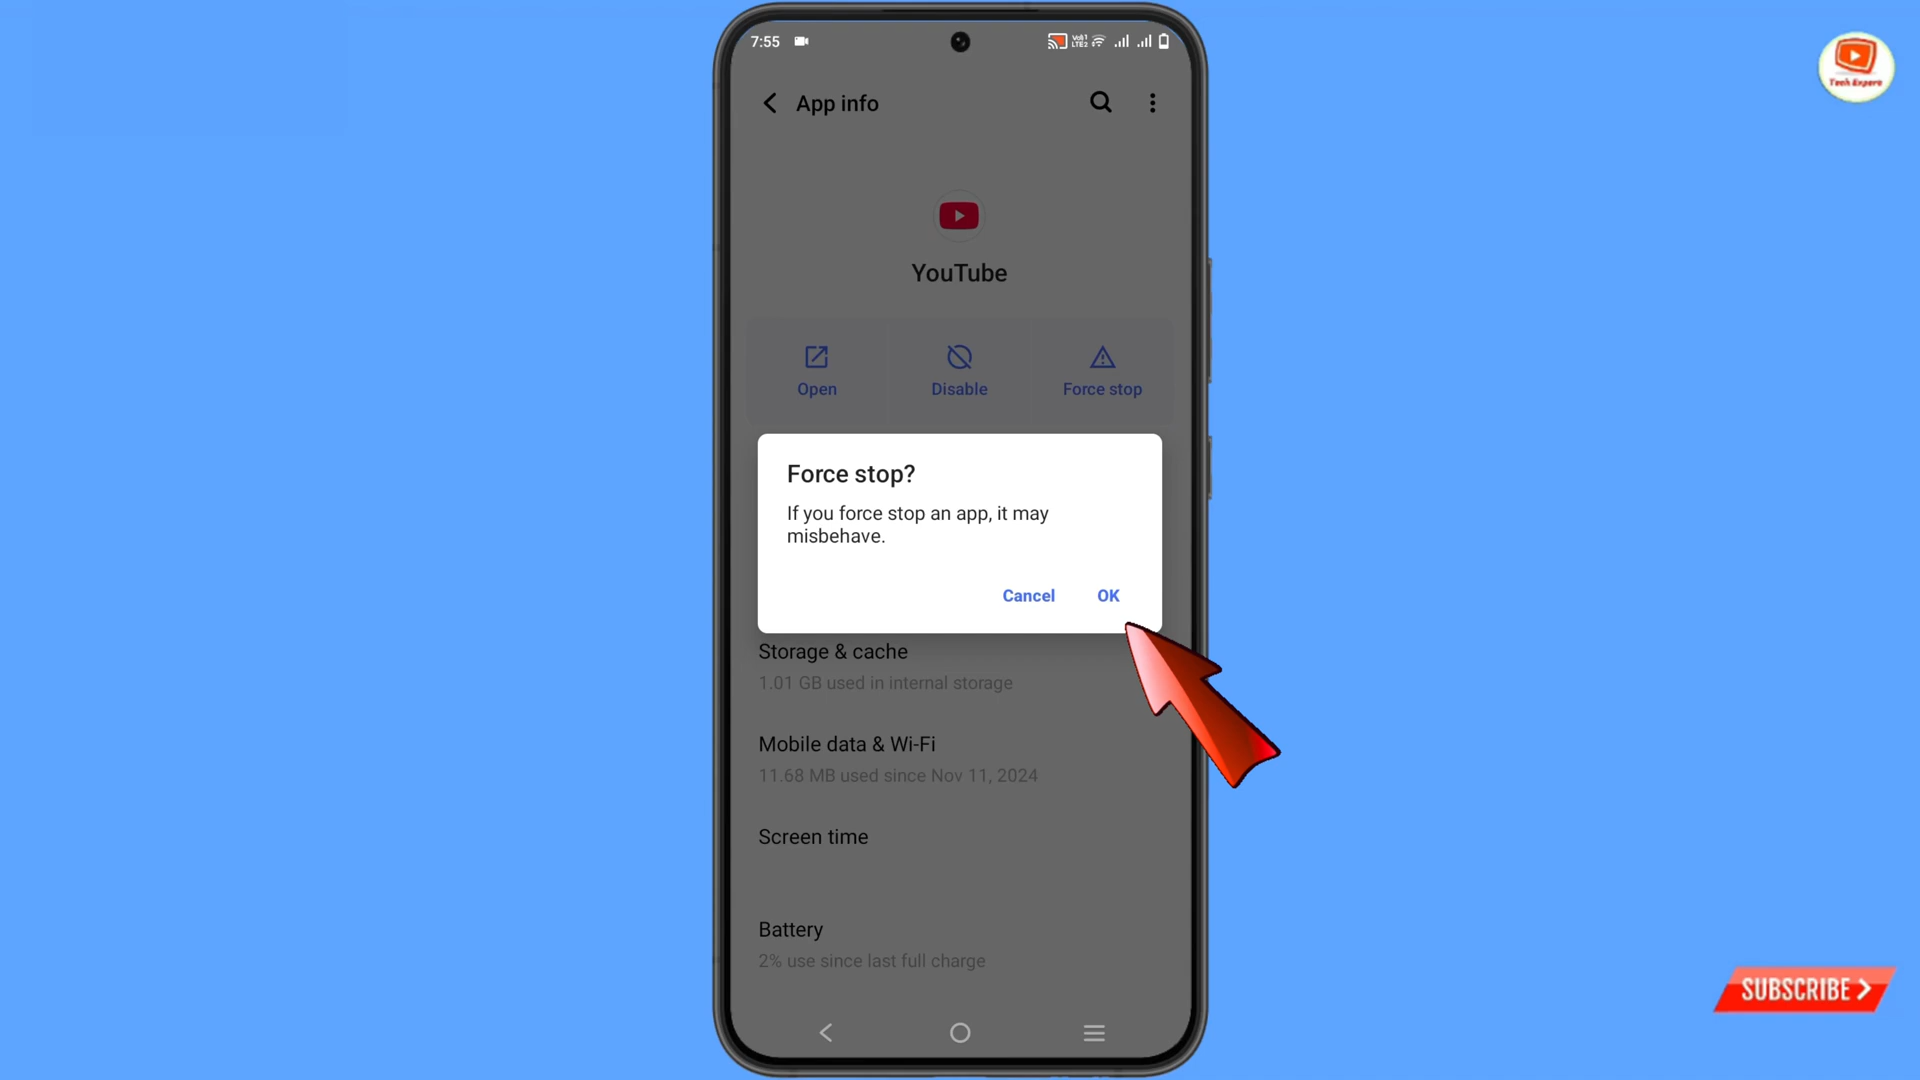 7:55
App info
YouTube
Open
Disable
Force stop
Force stop?
If you force stop an app, it may
misbehave.
Cancel
OK
Storage & cache
1.01 GB used in internal storage
Mobile data & Wi-Fi
11.68 MB used since Nov 11, 2024
Screen time
Battery
2% use since last full charge
Tech Expero
SUBSCRIBE